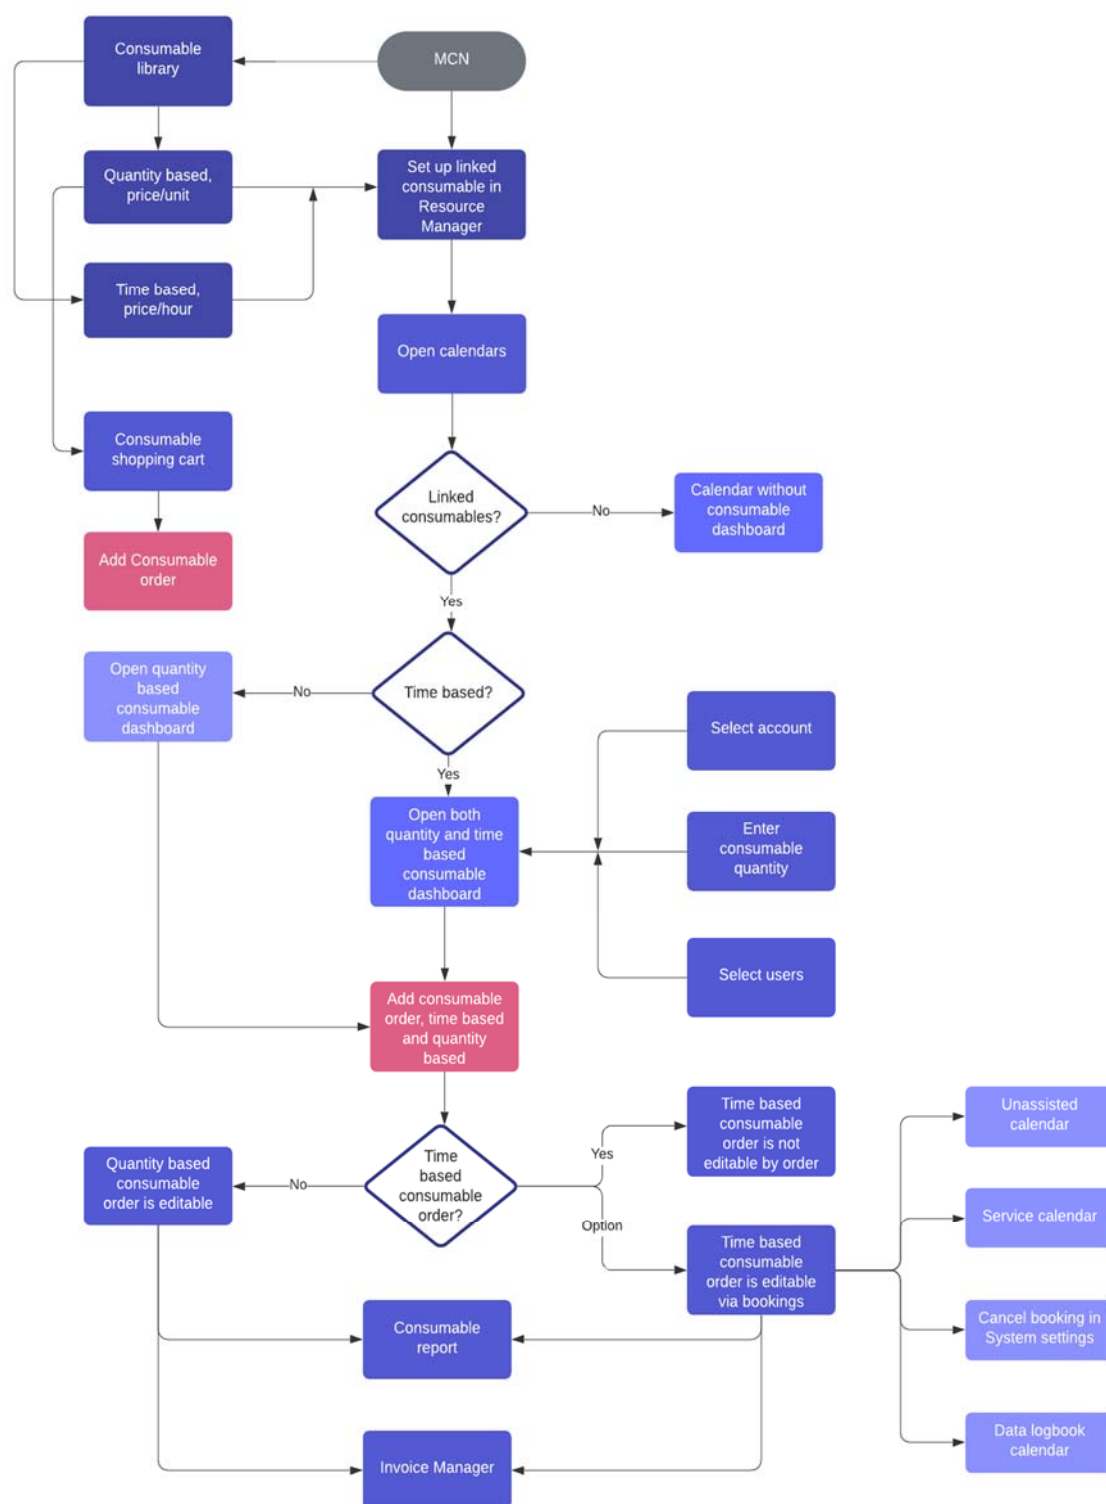 Consumable
library
MCN
Quantity based,
price/unit
Set up linked
consumable in
Resource
Manager
Time based,
price/hour
Open calendars
Consumable
shopping cart
Linked
consumables?
No
Calendar without
consumable
dashboard
Add Consumable
order
Yes
Open quantity
based
consumable
dashboard
No
Time based?
Select account
Yes
Open both
quantity and time
based
consumable
dashboard
Enter
consumable
quantity
Select users
Add consumable
order, time based
and quantity
based
Time based
consumable
order is not
editable by order
Unassisted
calendar
Quantity based
consumable
order is editable
No
Time
based
consumable
order?
Yes
Option
Service calendar
Time based
consumable
order is editable
via bookings
Consumable
report
Cancel booking in
System settings
Data logbook
calendar
Invoice Manager